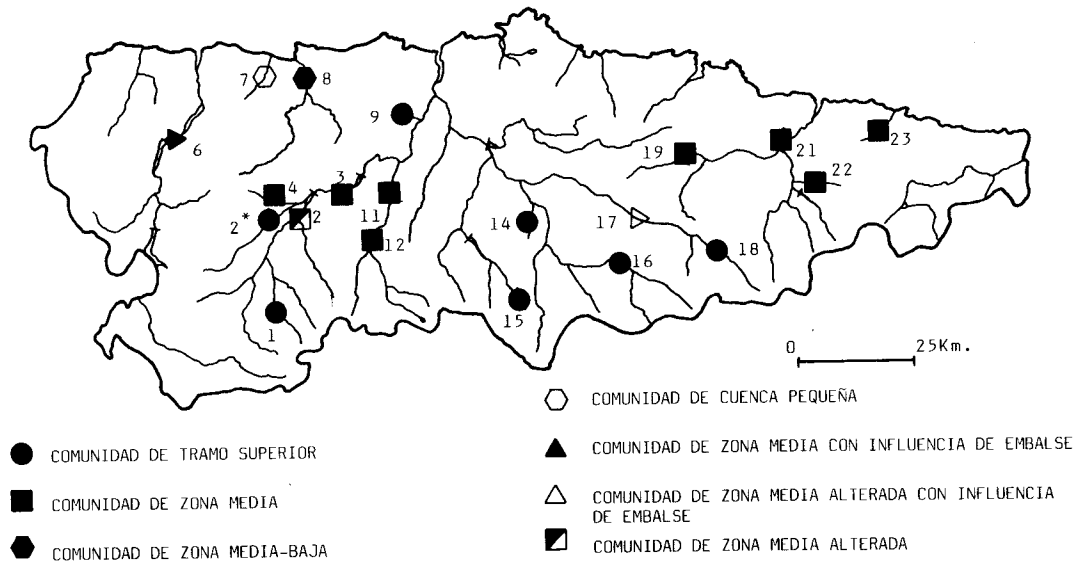 7
8
9
6
19
21
23
22
4
3
2*
2
11
12
14
17
18
16
15
1
0 25Km.
COMUNIDAD DE CUENCA PEQUEÑA
COMUNIDAD DE TRAMO SUPERIOR
COMUNIDAD DE ZONA MEDIA CON INFLUENCIA DE EMBALSE
COMUNIDAD DE ZONA MEDIA
COMUNIDAD DE ZONA MEDIA ALTERADA CON INFLUENCIA
DE EMBALSE
COMUNIDAD DE ZONA MEDIA-BAJA
COMUNIDAD DE ZONA MEDIA ALTERADA